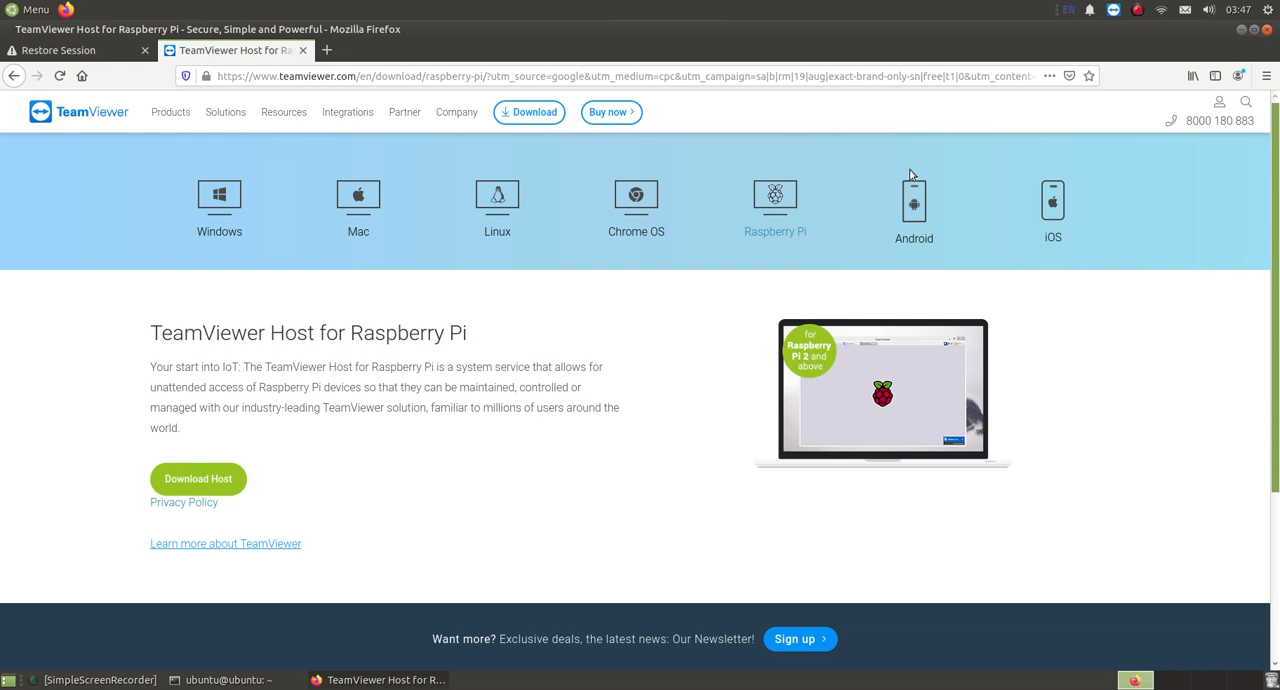 Menu
EN
03:47
TeamViewer Host for Raspberry Pi - Secure, Simple and Powerful - Mozilla Firefox
Restore Session
TeamViewer Host for Ra
https://www.teamviewer.com/en/download/raspberry-pi/?utm_source=google&utm_medium=cpc&utm_campaign=sa|b|rm|19|aug|exact-brand-only-sn|free|t1|0&utm_content=
TeamViewer
Products
Solutions
Resources
Integrations
Partner
Company
Download
Buy now
8000 180 883
Windows
Mac
Linux
Chrome OS
Raspberry Pi
Android
iOS
TeamViewer Host for Raspberry Pi
Your start into IoT: The TeamViewer Host for Raspberry Pi is a system service that allows for
unattended access of Raspberry Pi devices so that they can be maintained, controlled or
managed with our industry-leading TeamViewer solution, familiar to millions of users around the
world.
for
Raspberry
Pi 2 and
above
Download Host
Privacy Policy
Learn more about TeamViewer
Want more? Exclusive deals, the latest news: Our Newsletter!
Sign up
[SimpleScreenRecorder]
ubuntu@ubuntu: ~
TeamViewer Host for R...